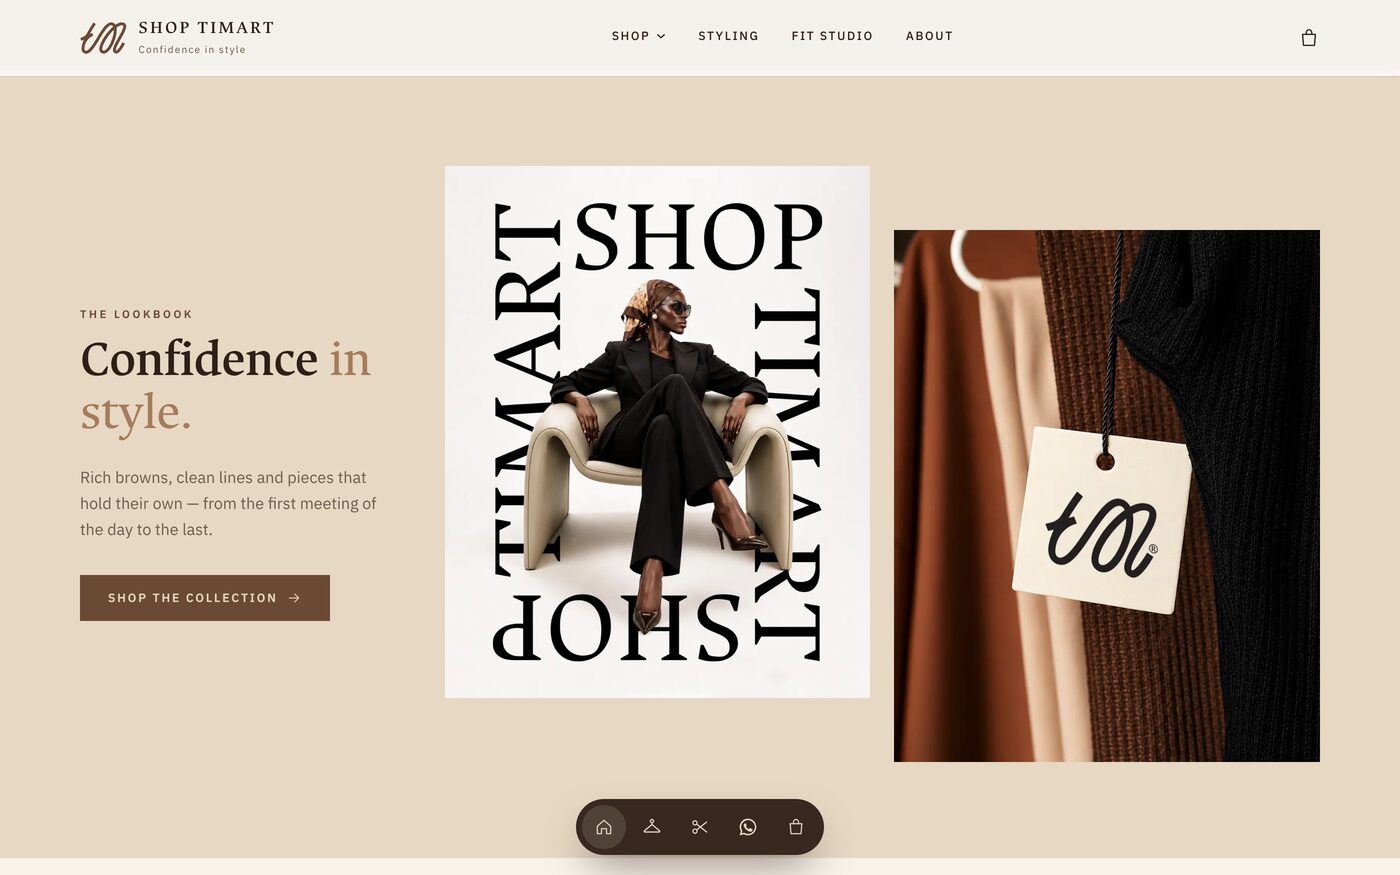 SHOP TIMART
Confidence in style
SHOP
STYLING
FIT STUDIO
ABOUT
THE LOOKBOOK
Confidence in
style.
Rich browns, clean lines and pieces that
hold their own — from the first meeting of
the day to the last.
SHOP THE COLLECTION →
SHOP
TIMART
SHOP
TIMART
tm®